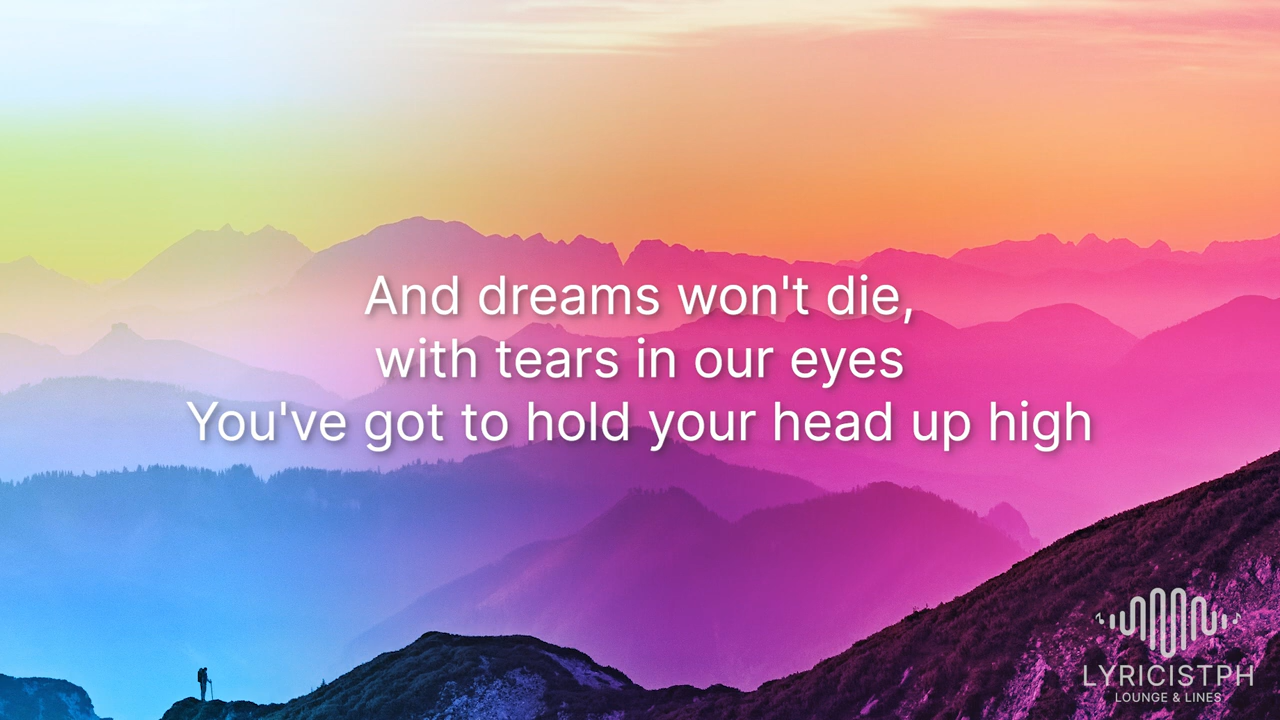 And dreams won't die,
with tears in our eyes
You've got to hold your head up high
LYRICISTPH
LOUNGE & LINES